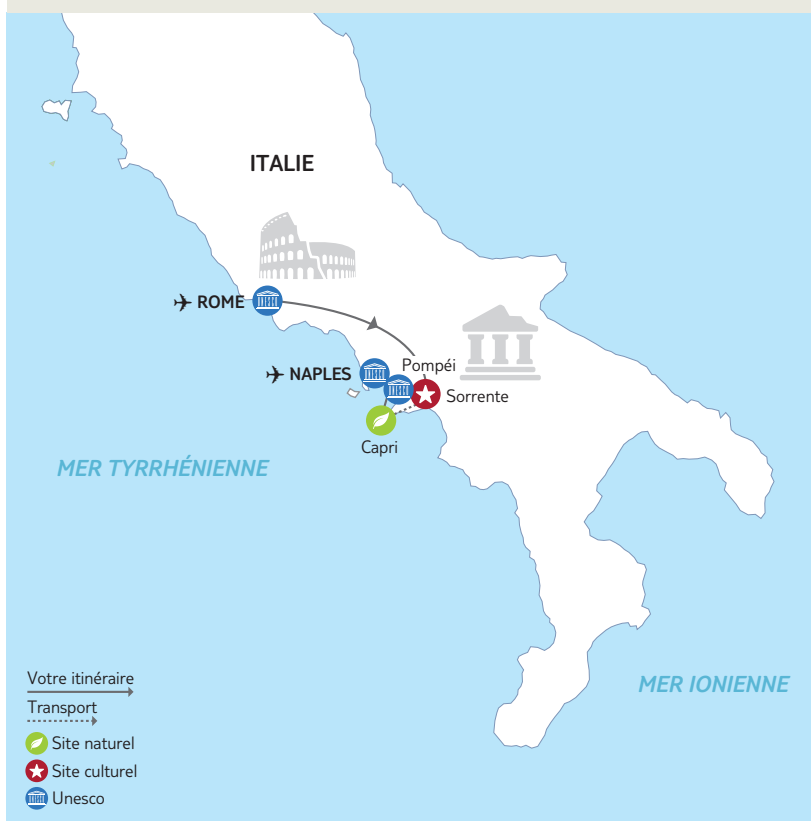 ITALIE
ROME
Pompéi
NAPLES
Sorrente
Capri
MER TYRRHÉNIENNE
MER IONIENNE
Votre itinéraire
Transport
Site naturel
Site culturel
Unesco